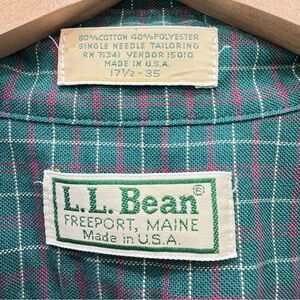 60% COTTON 40% POLYESTER
SINGLE NEEDLE TAILORING
RN 71341 VENDOR 15010
MADE IN U.S.A.
17½ - 35
L.L. Bean®
FREEPORT, MAINE
Made in U.S.A.